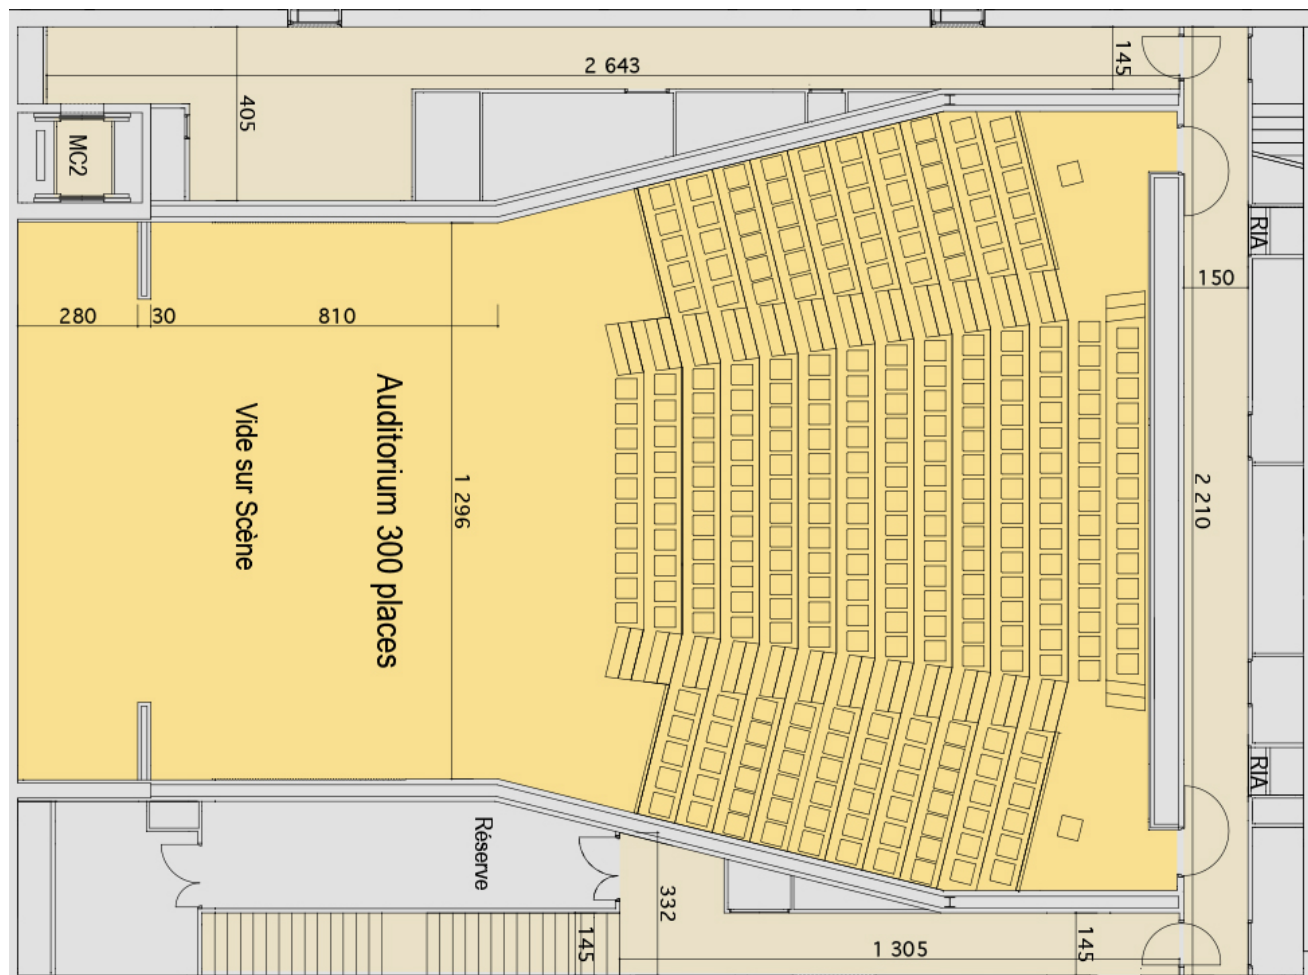 2 643
145
405
MC2
RIA
150
280
30
810
Auditorium 300 places
Vide sur Scène
1 296
2 210
RIA
Réserve
332
145
1 305
145